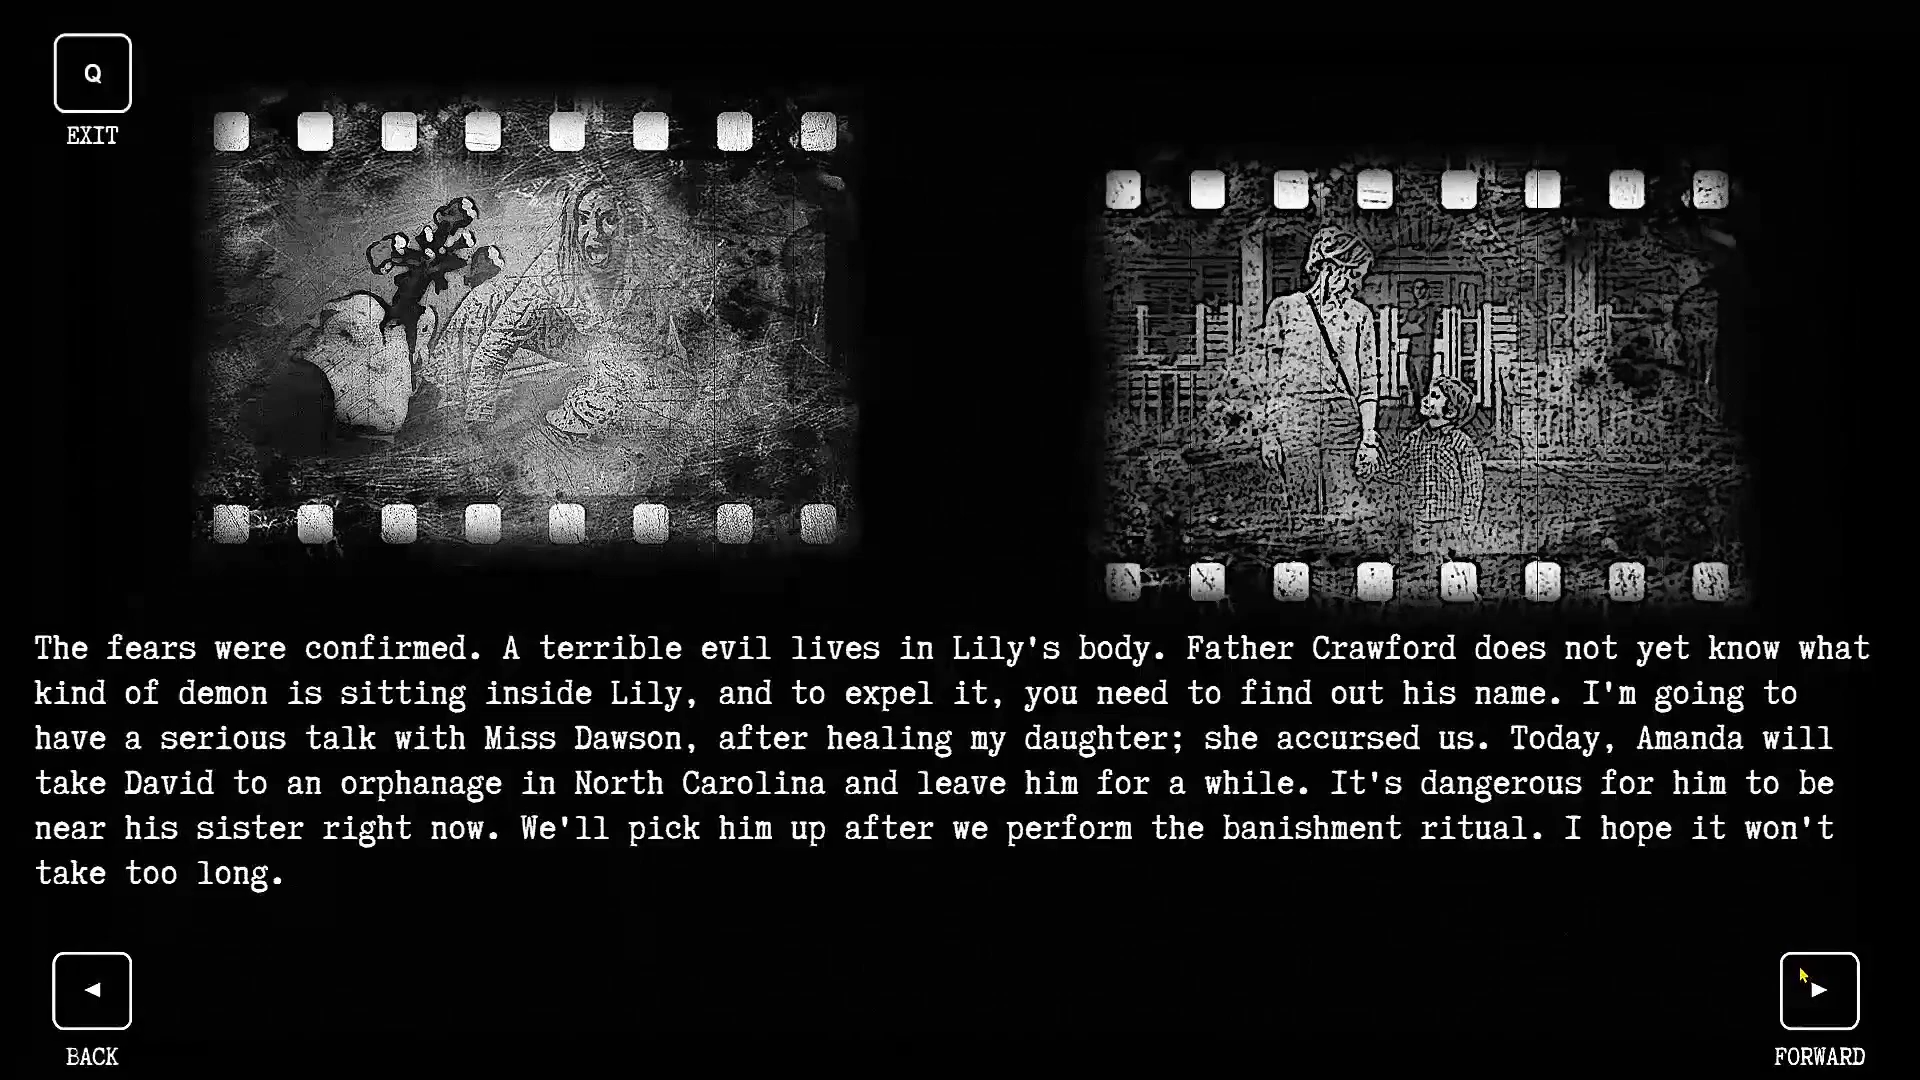 Q
EXIT
The fears were confirmed. A terrible evil lives in Lily's body. Father Crawford does not yet know what
kind of demon is sitting inside Lily, and to expel it, you need to find out his name. I'm going to
have a serious talk with Miss Dawson, after healing my daughter; she accursed us. Today, Amanda will
take David to an orphanage in North Carolina and leave him for a while. It's dangerous for him to be
near his sister right now. We'll pick him up after we perform the banishment ritual. I hope it won't
take too long.
BACK
FORWARD